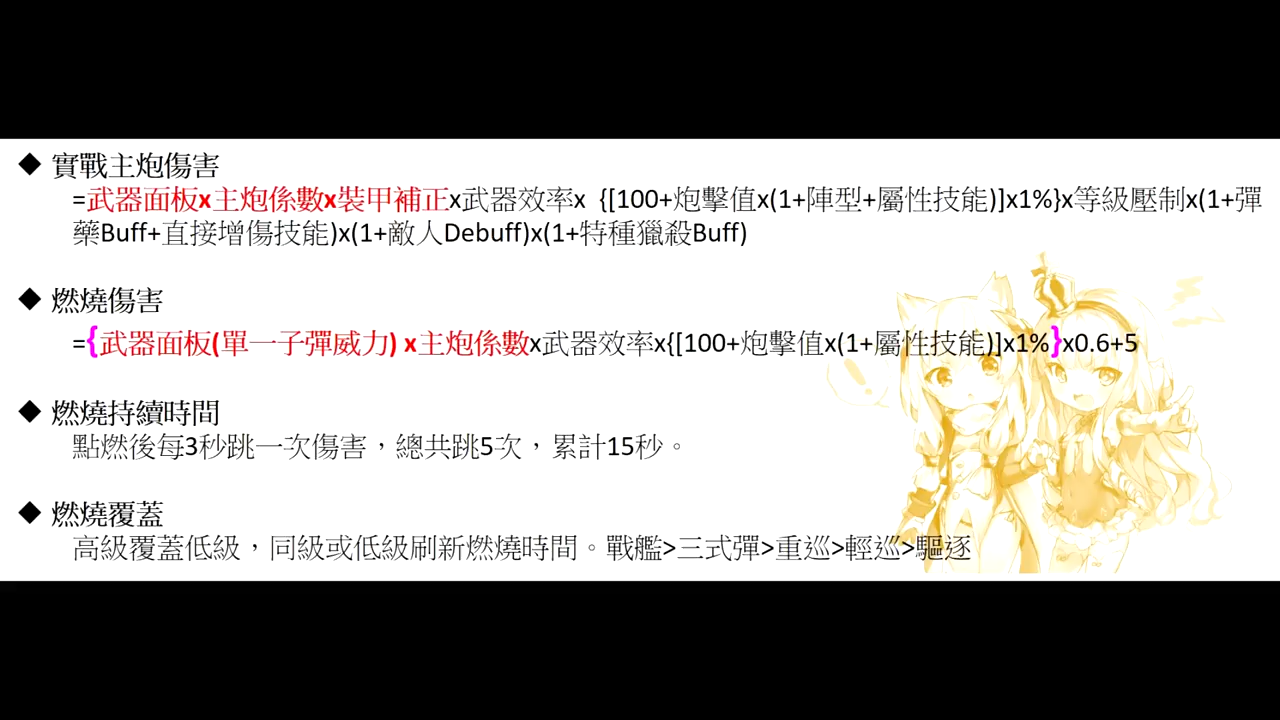 ◆ 實戰主炮傷害
=武器面板x主炮係數x裝甲補正x武器效率x {[100+炮擊值x(1+陣型+屬性技能)]x1%}x等級壓制x(1+彈
藥Buff+直接增傷技能)x(1+敵人Debuff)x(1+特種獵殺Buff)
◆ 燃燒傷害
={武器面板(單一子彈威力) x主炮係數x武器效率x{[100+炮擊值x(1+屬性技能)]x1%}x0.6+5
◆ 燃燒持續時間
點燃後每3秒跳一次傷害，總共跳5次，累計15秒。
◆ 燃燒覆蓋
高級覆蓋低級，同級或低級刷新燃燒時間。戰艦>三式彈>重巡>輕巡>驅逐